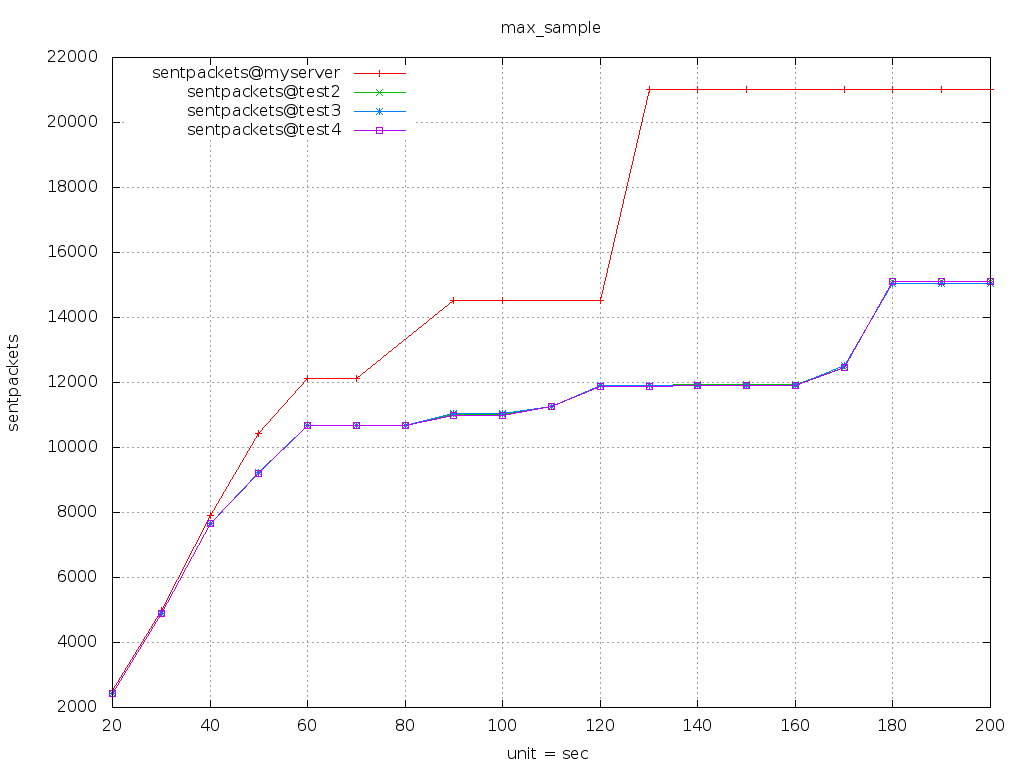 max_sample
22000
20000
18000
16000
14000
12000
10000
8000
6000
4000
2000
sentpackets
sentpackets@myserver
sentpackets@test2
sentpackets@test3
sentpackets@test4
20 40 60 80 100 120 140 160 180 200
unit = sec